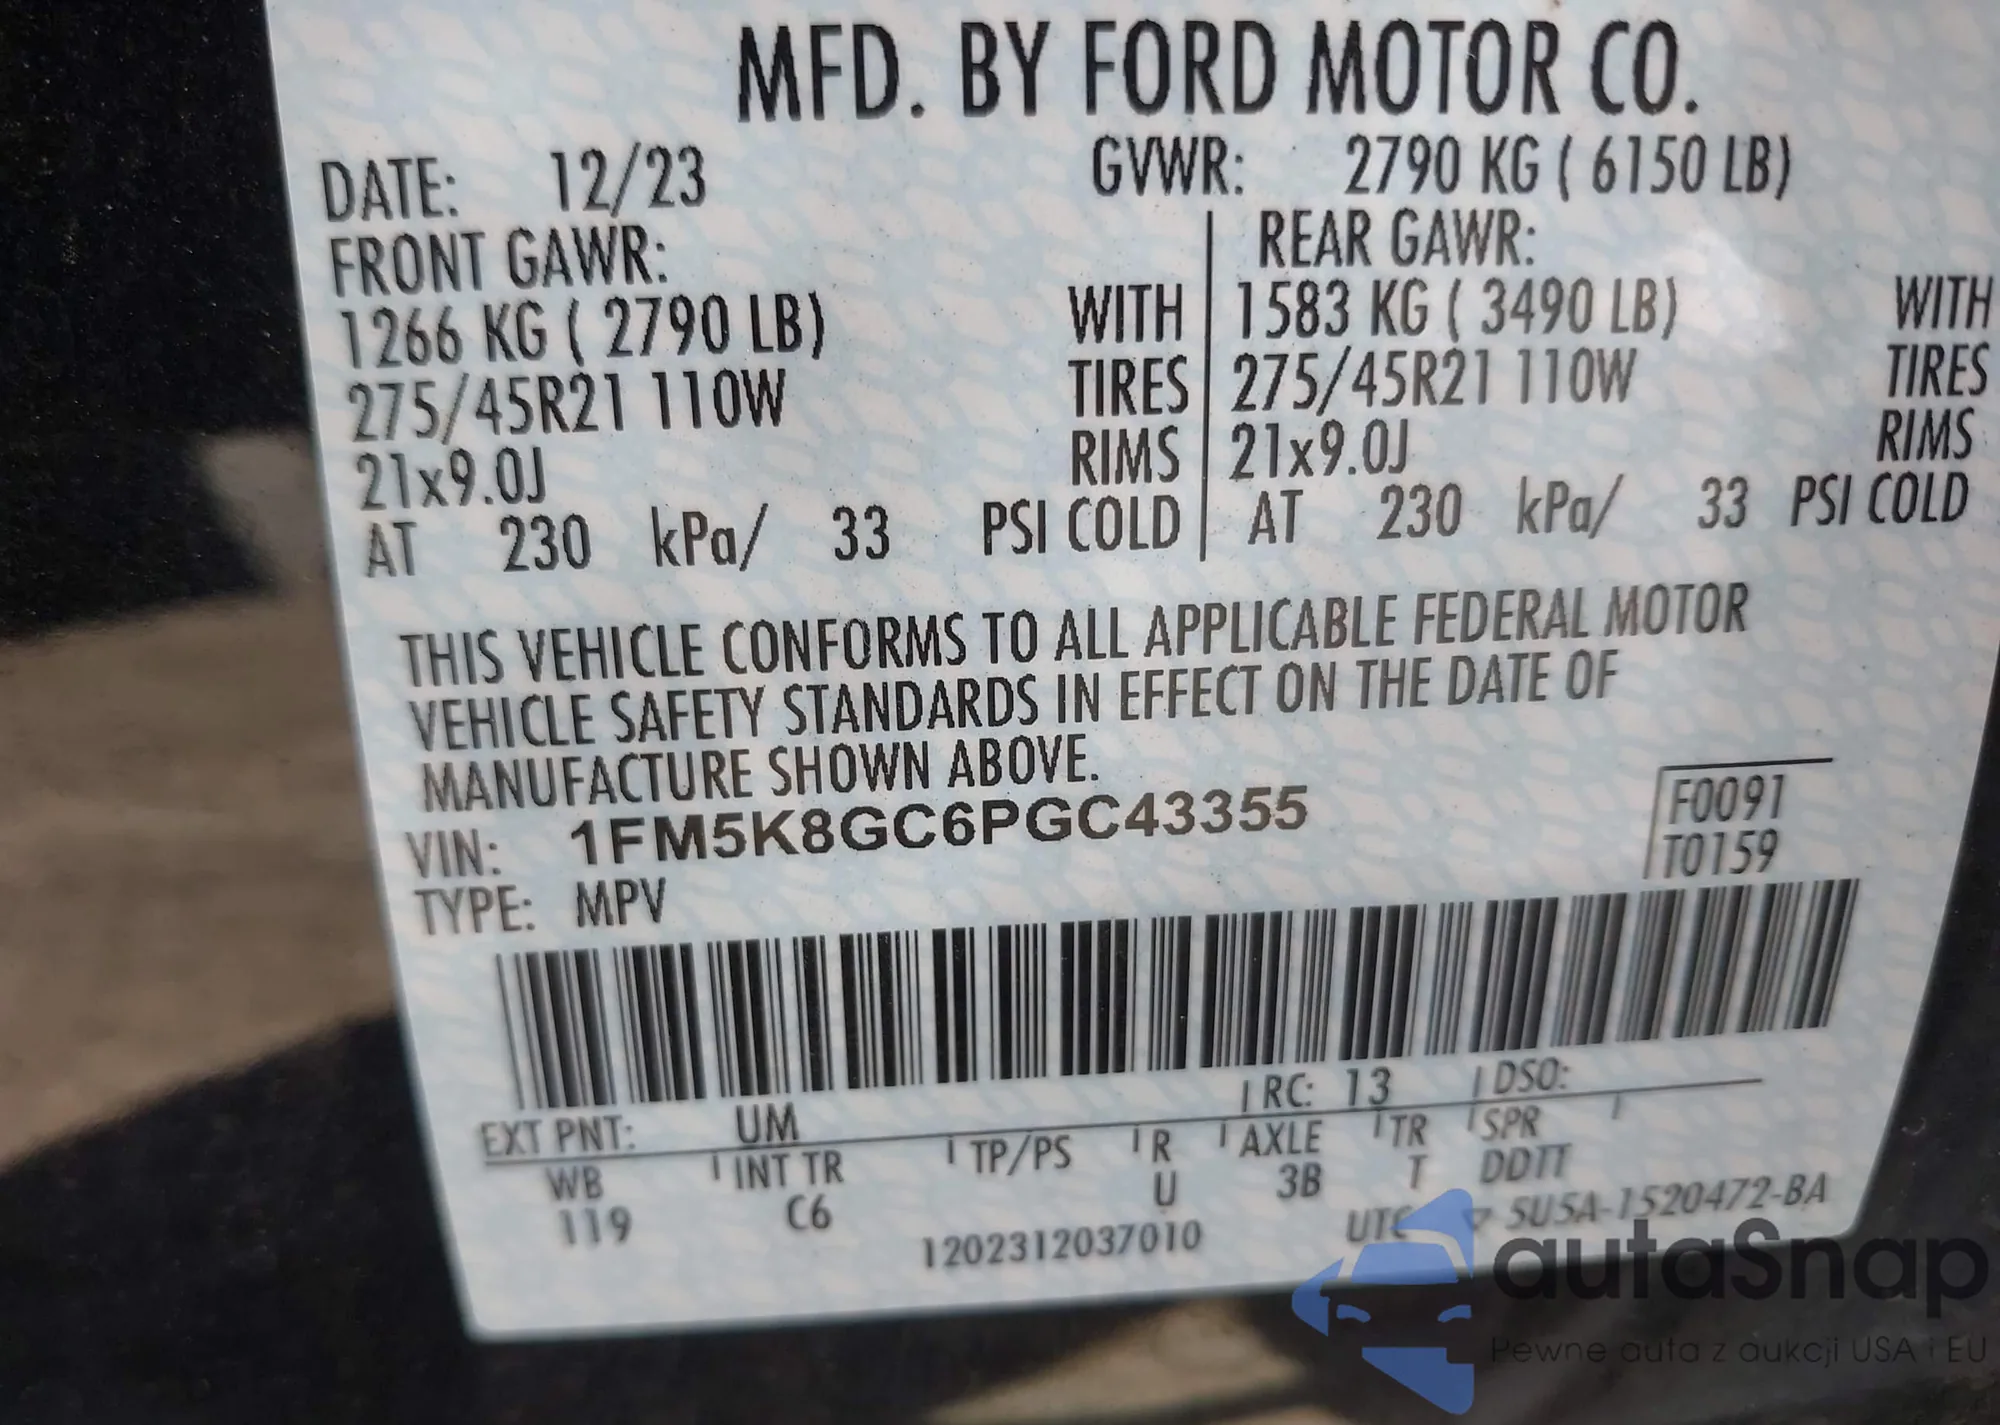 MFD. BY FORD MOTOR CO.
DATE: 12/23 GVWR: 2790 KG ( 6150 LB)
FRONT GAWR: REAR GAWR:
1266 KG ( 2790 LB) WITH 1583 KG ( 3490 LB) WITH
275/45R21 110W TIRES 275/45R21 110W TIRES
21x9.0J RIMS 21x9.0J RIMS
AT 230 kPa/ 33 PSI COLD AT 230 kPa/ 33 PSI COLD
THIS VEHICLE CONFORMS TO ALL APPLICABLE FEDERAL MOTOR
VEHICLE SAFETY STANDARDS IN EFFECT ON THE DATE OF
MANUFACTURE SHOWN ABOVE.
VIN: 1FM5K8GC6PGC43355
F0091
TYPE: MPV
T0159
EXT PNT: UM RC: 13 DSO:
WB INT TR TP/PS R AXLE TR SPR
119 C6 U 3B T DDTT
1202312037010 UTC ▽ 5U5A-1520472-BA
autaSnap
Pewne auta z aukcji USA i EU